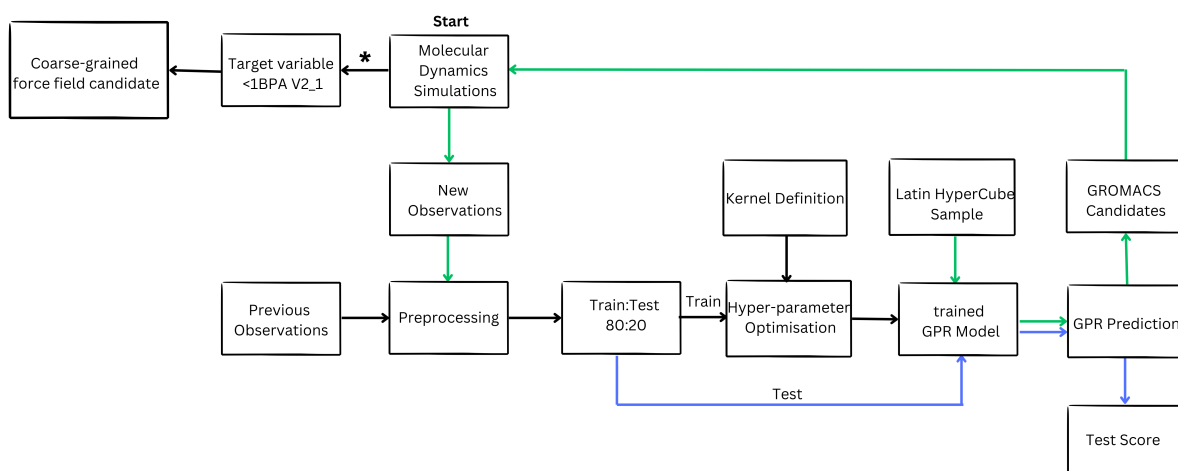 Start
Coarse-grained
force field candidate
Target variable
<1BPA V2_1
*
Molecular
Dynamics
Simulations
New
Observations
Kernel Definition
Latin HyperCube
Sample
GROMACS
Candidates
Previous
Observations
Preprocessing
Train:Test
80:20
Train
Hyper-parameter
Optimisation
trained
GPR Model
GPR Prediction
Test
Test Score